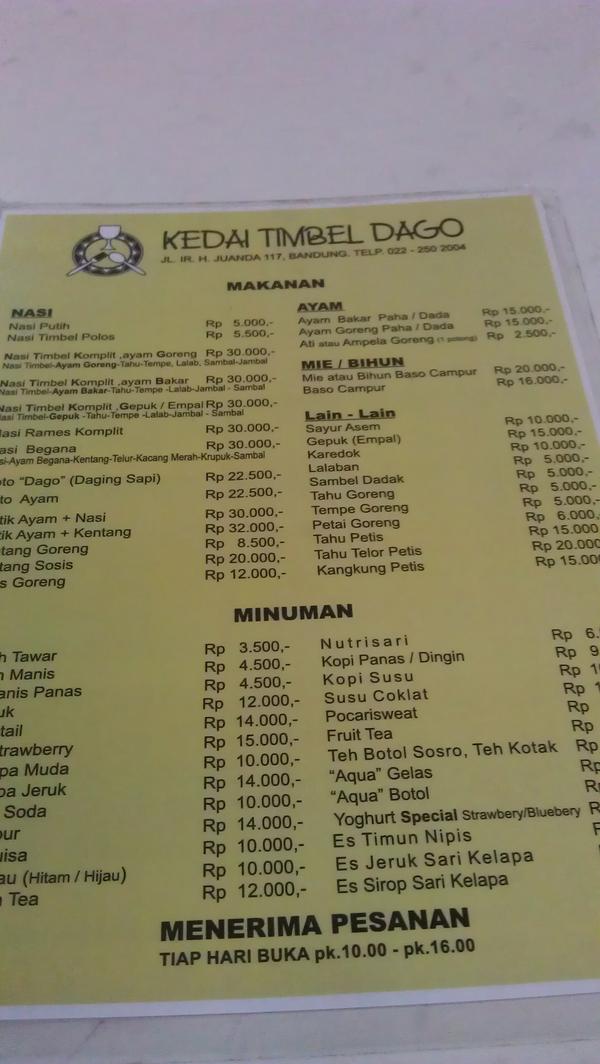 KEDAI TIMBEL DAGO
JL. IR. H. JUANDA 117, BANDUNG. TELP. 022 - 250 2004
MAKANAN
NASI
Nasi Putih Rp 5.000,-
Nasi Timbel Polos Rp 5.500,-
Nasi Timbel Komplit ,ayam Goreng Rp 30.000,-
Nasi Timbel-Ayam Goreng-Tahu-Tempe, Lalab, Sambal-Jambal
Nasi Timbel Komplit ,ayam Bakar Rp 30.000,-
Nasi Timbel-Ayam Bakar-Tahu-Tempe -Lalab-Jambal - Sambal
Nasi Timbel Komplit ,Gepuk / Empal Rp 30.000,-
Nasi Timbel-Gepuk - Tahu-Tempe -Lalab-Jambal - Sambal
Nasi Rames Komplit Rp 30.000,-
asi Begana Rp 30.000,-
si-Ayam Begana-Kentang-Telur-Kacang Merah-Krupuk-Sambal
oto “Dago” (Daging Sapi) Rp 22.500,-
to Ayam Rp 22.500,-
tik Ayam + Nasi Rp 30.000,-
tik Ayam + Kentang Rp 32.000,-
tang Goreng Rp 8.500,-
tang Sosis Rp 20.000,-
s Goreng Rp 12.000,-
AYAM
Ayam Bakar Paha / Dada Rp 15.000,-
Ayam Goreng Paha / Dada Rp 15.000,-
Ati atau Ampela Goreng (1 potong) Rp 2.500,-
MIE / BIHUN
Mie atau Bihun Baso Campur Rp 20.000,-
Baso Campur Rp 16.000,-
Lain - Lain
Sayur Asem Rp 10.000,-
Gepuk (Empal) Rp 15.000,-
Karedok Rp 10.000,-
Lalaban Rp 5.000,-
Sambel Dadak Rp 5.000,-
Tahu Goreng Rp 5.000,-
Tempe Goreng Rp 5.000,-
Petai Goreng Rp 6.000,-
Tahu Petis Rp 15.000
Tahu Telor Petis Rp 20.000
Kangkung Petis Rp 15.00
MINUMAN
h Tawar Rp 3.500,-
h Manis Rp 4.500,-
anis Panas Rp 4.500,-
uk Rp 12.000,-
tail Rp 14.000,-
trawberry Rp 15.000,-
pa Muda Rp 10.000,-
pa Jeruk Rp 14.000,-
Soda Rp 10.000,-
pur Rp 14.000,-
uisa Rp 10.000,-
au (Hitam / Hijau) Rp 10.000,-
Tea Rp 12.000,-
Nutrisari Rp 6.
Kopi Panas / Dingin Rp 9
Kopi Susu Rp 1
Susu Coklat Rp 1
Pocarisweat Rp
Fruit Tea Rp
Teh Botol Sosro, Teh Kotak Rp
“Aqua” Gelas Rp
“Aqua” Botol Rp
Yoghurt Special Strawbery/Bluebery
Es Timun Nipis
Es Jeruk Sari Kelapa
Es Sirop Sari Kelapa
MENERIMA PESANAN
TIAP HARI BUKA pk.10.00 - pk.16.00